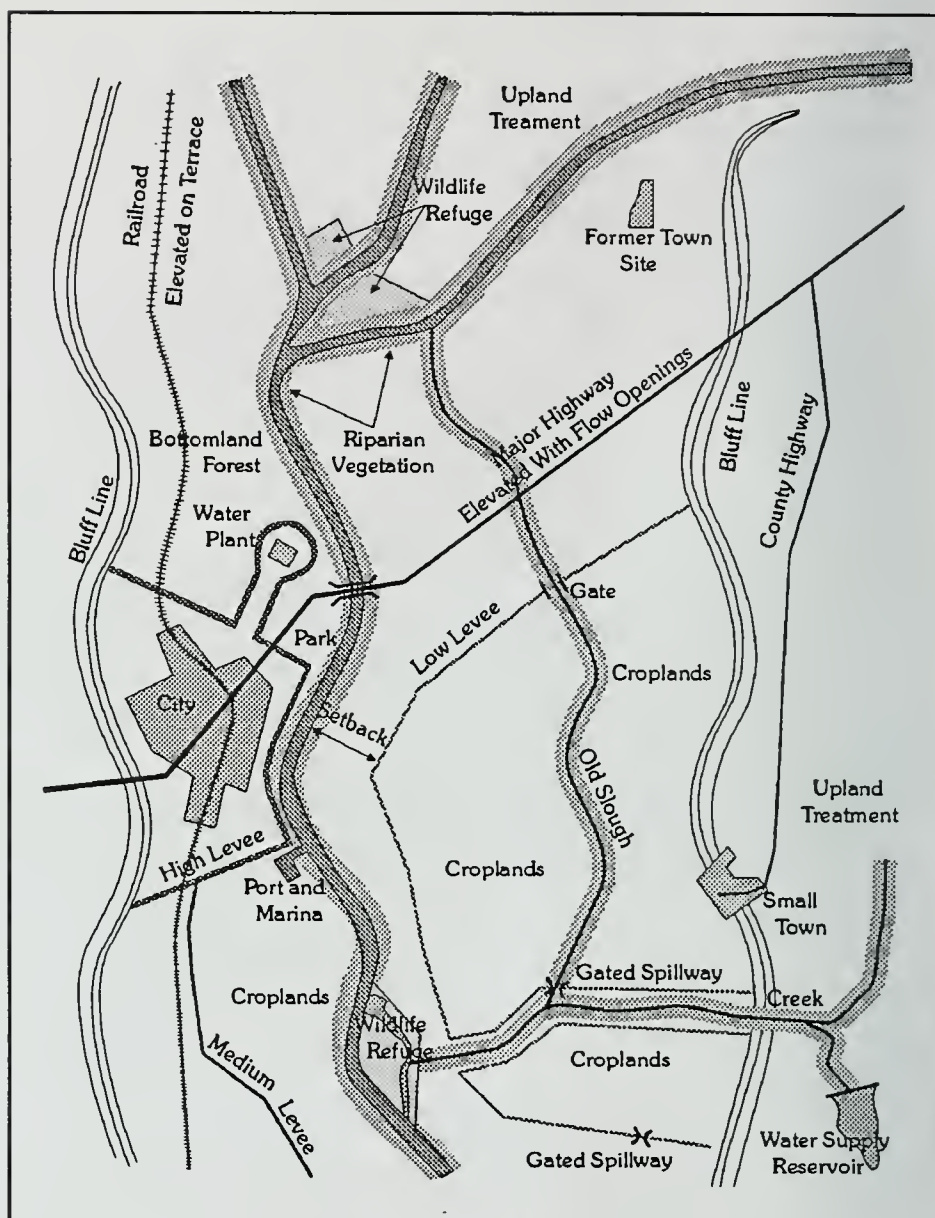 Upland
Treament
Railroad
Elevated on Terrace
Wildlife
Refuge
Former Town
Site
Bottomland
Forest
Riparian
Vegetation
Major Highway
Elevated With Flow Openings
Bluff Line
County Highway
Bluff Line
Water
Plant
Gate
Park
Low Levee
Croplands
City
Setback
Old Slough
Upland
Treatment
High Levee
Croplands
Port and
Marina
Small
Town
Gated Spillway
Croplands
Creek
Wildlife
Refuge
Croplands
Medium Levee
Gated Spillway
Water Supply
Reservoir